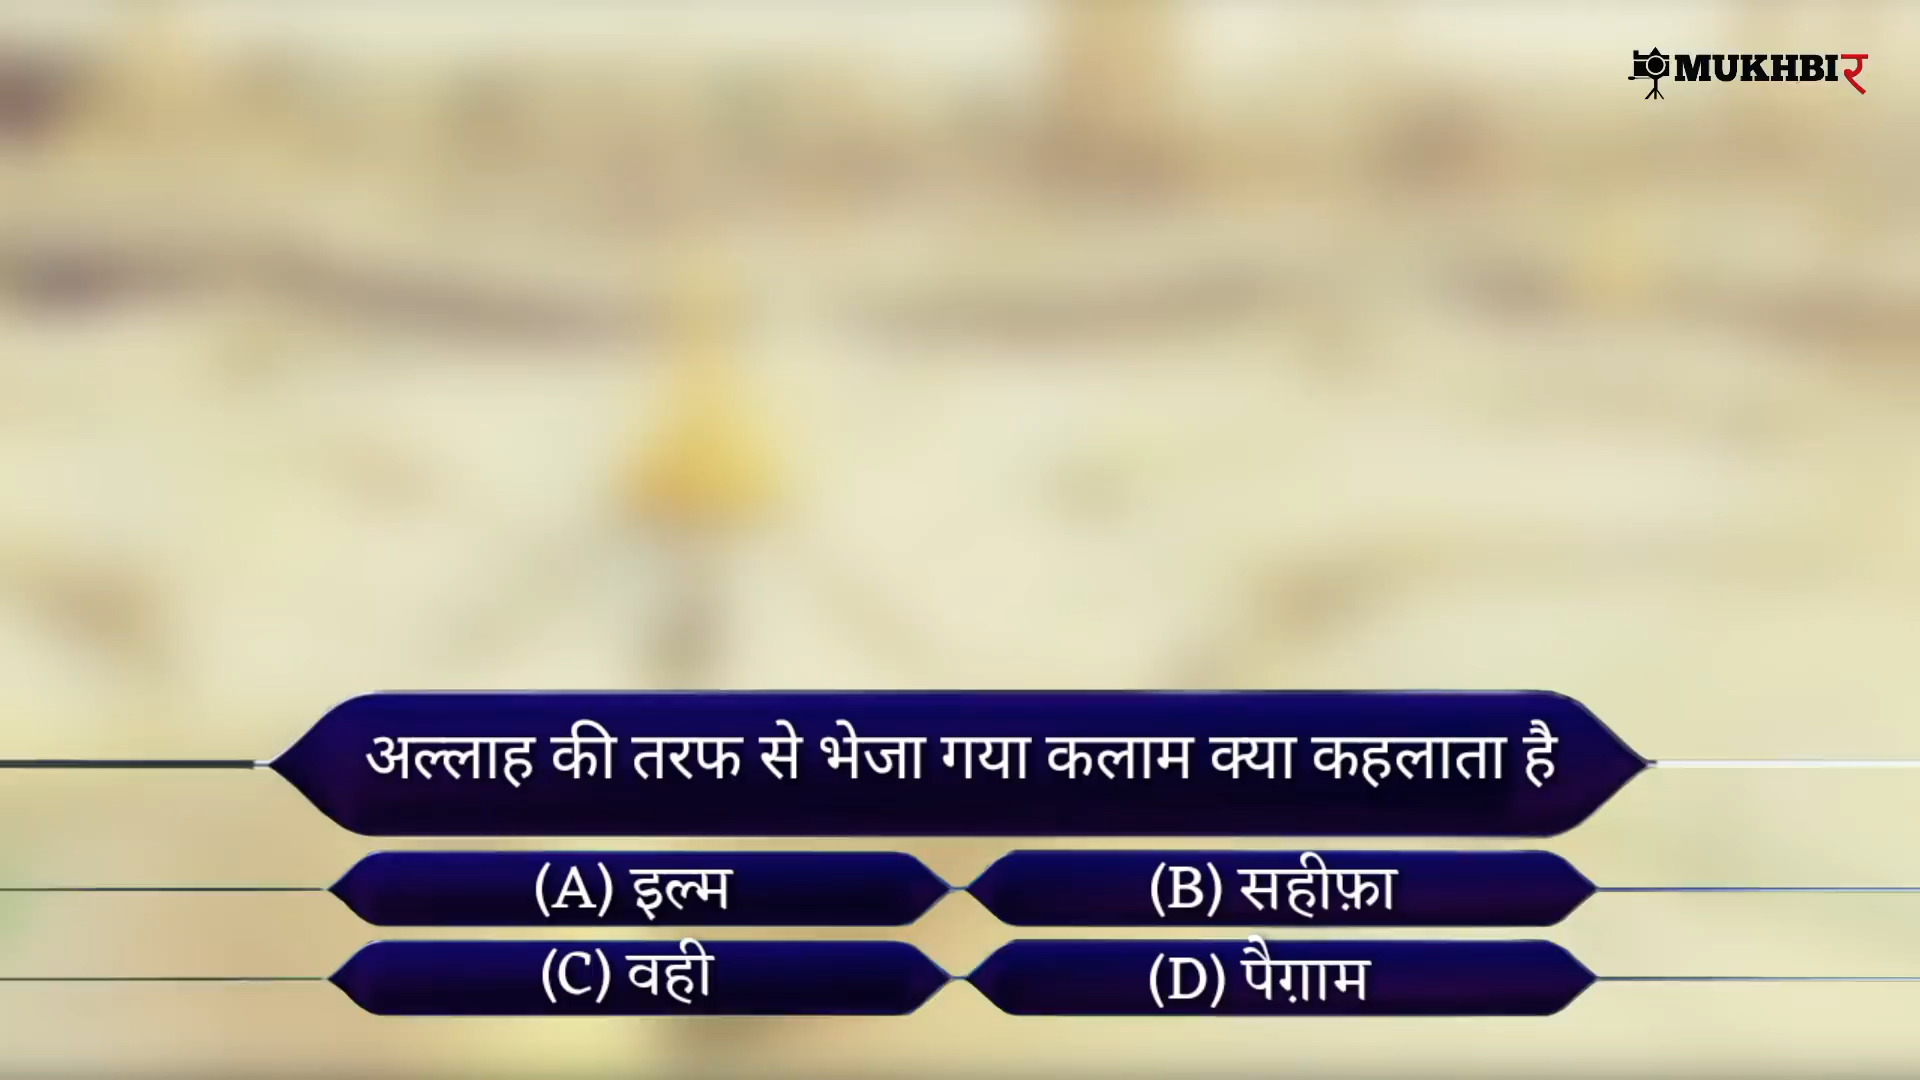 MUKHBIर
अल्लाह की तरफ से भेजा गया कलाम क्या कहलाता है
(A) इल्म
(B) सहीफ़ा
(C) वही
(D) पैग़ाम